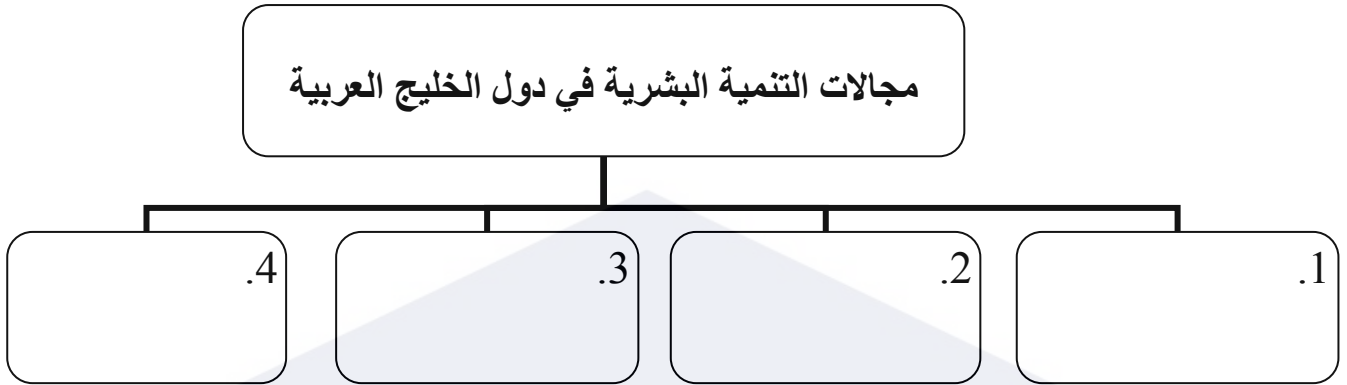 مجالات التنمية البشرية في دول الخليج العربية
.1
.2
.3
.4